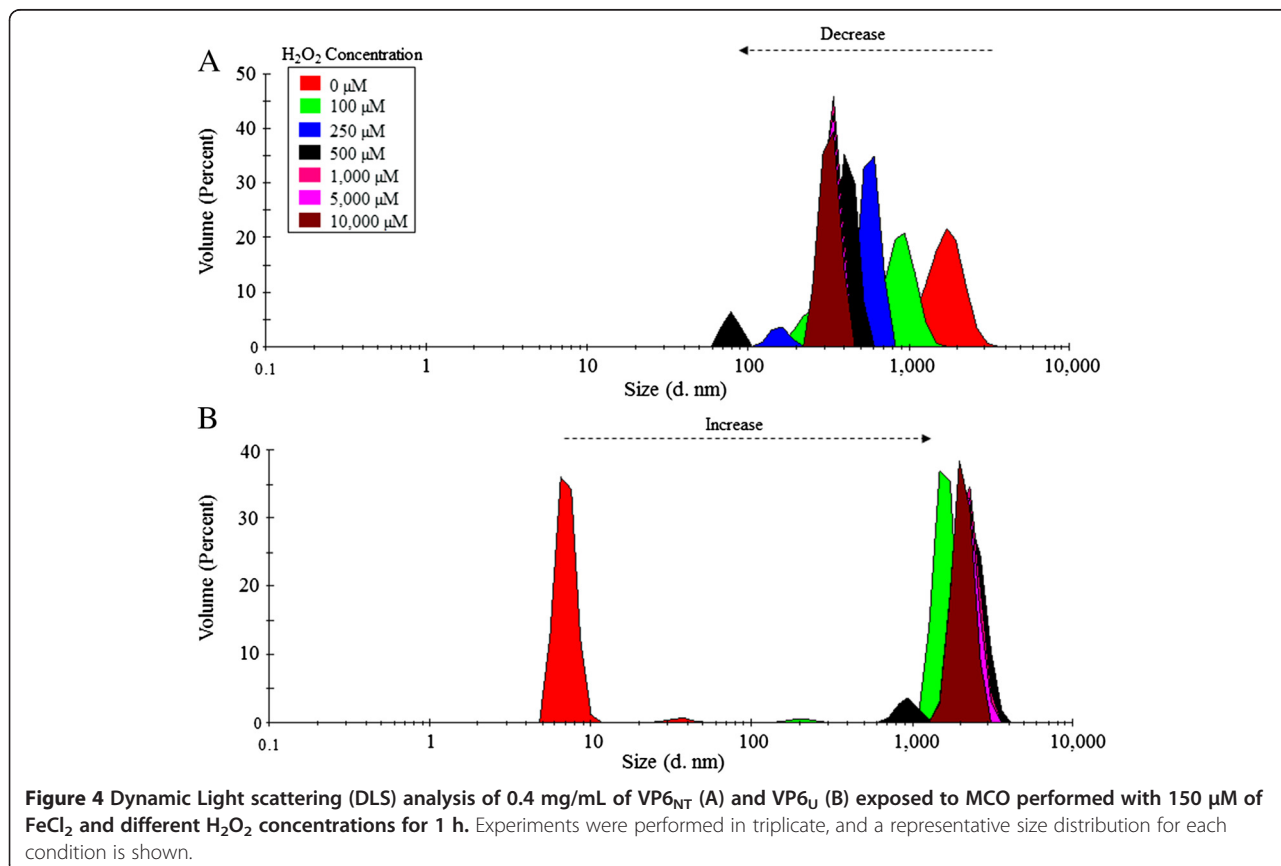 Decrease
A
H₂O₂ Concentration
0 µM
100 µM
250 µM
500 µM
1,000 µM
5,000 µM
10,000 µM
Volume (Percent)
50
40
30
20
10
0
0.1
1
10
100
1,000
10,000
Size (d. nm)
B
Increase
Volume (Percent)
40
30
20
10
0
0.1
1
10
100
1,000
10,000
Size (d. nm)
Figure 4 Dynamic Light scattering (DLS) analysis of 0.4 mg/mL of VP6NT (A) and VP6U (B) exposed to MCO performed with 150 µM of
FeCl₂ and different H₂O₂ concentrations for 1 h. Experiments were performed in triplicate, and a representative size distribution for each
condition is shown.